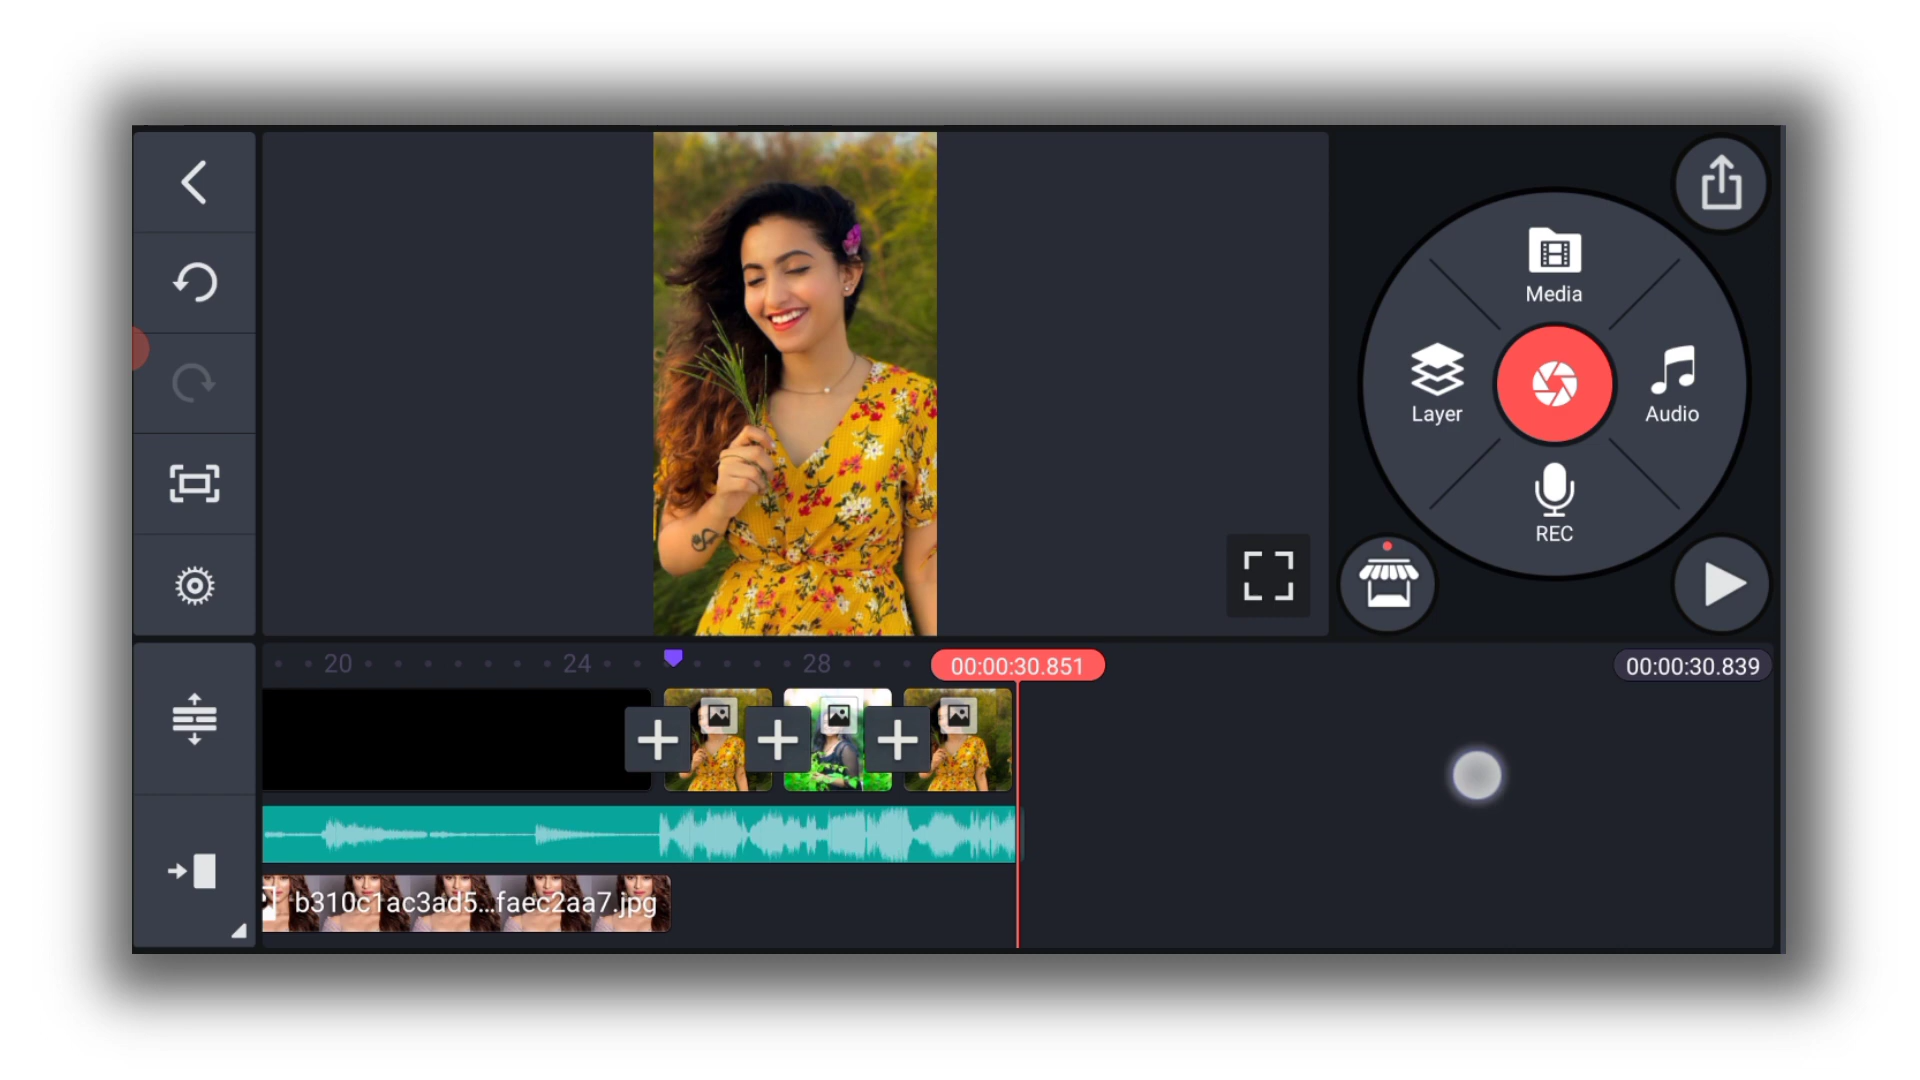 Media
Layer
Audio
REC
20
24
28
00:00:30.851
00:00:30.839
b310c1ac3ad5...faec2aa7.jpg